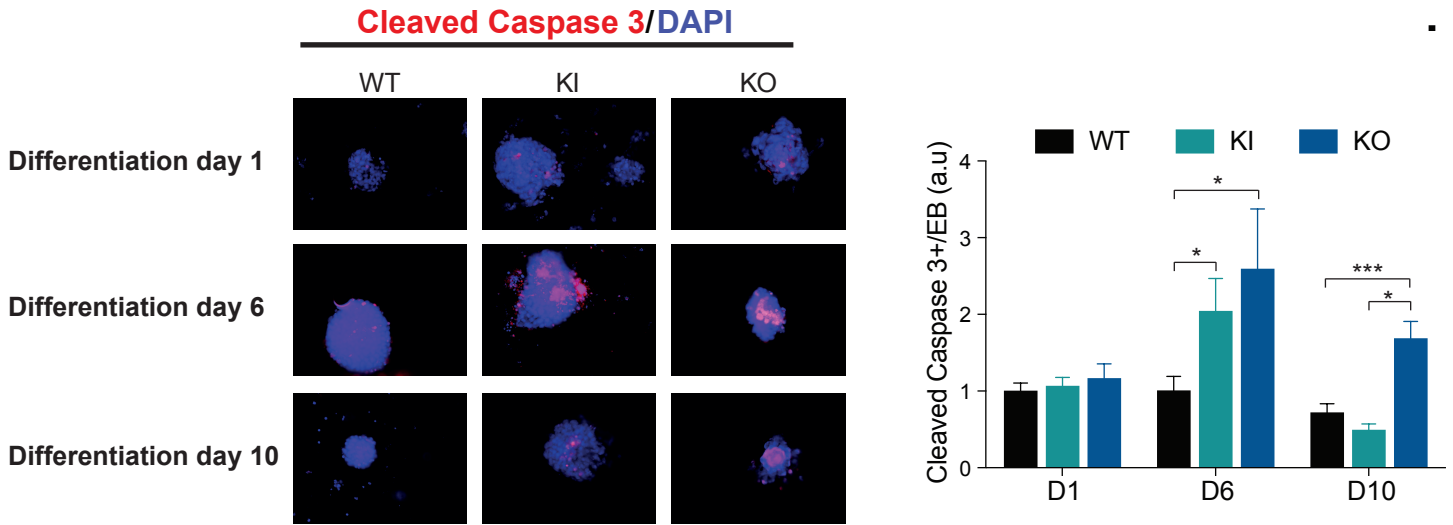 Cleaved Caspase 3/DAPI
WT KI KO
Differentiation day 1
Differentiation day 6
Differentiation day 10
WT KI KO
Cleaved Caspase 3+/EB (a.u)
4
3
2
1
0
*
*
***
*
D1 D6 D10